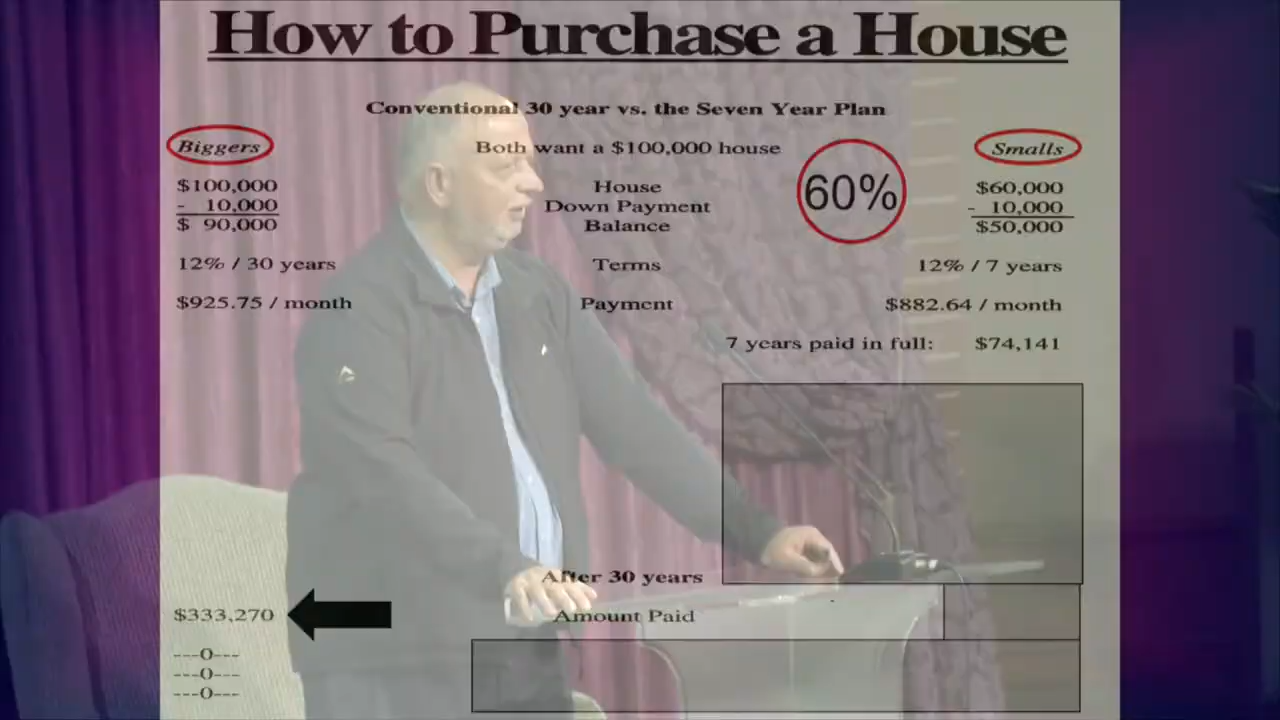 How to Purchase a House
Conventional 30 year vs. the Seven Year Plan
Biggers Both want a $100,000 house Smalls
$100,000 House 60% $60,000
- 10,000 Down Payment - 10,000
$ 90,000 Balance $50,000
12% / 30 years Terms 12% / 7 years
$925.75 / month Payment $882.64 / month
7 years paid in full: $74,141
After 30 years
$333,270 Amount Paid
---O---
---O---
---O---